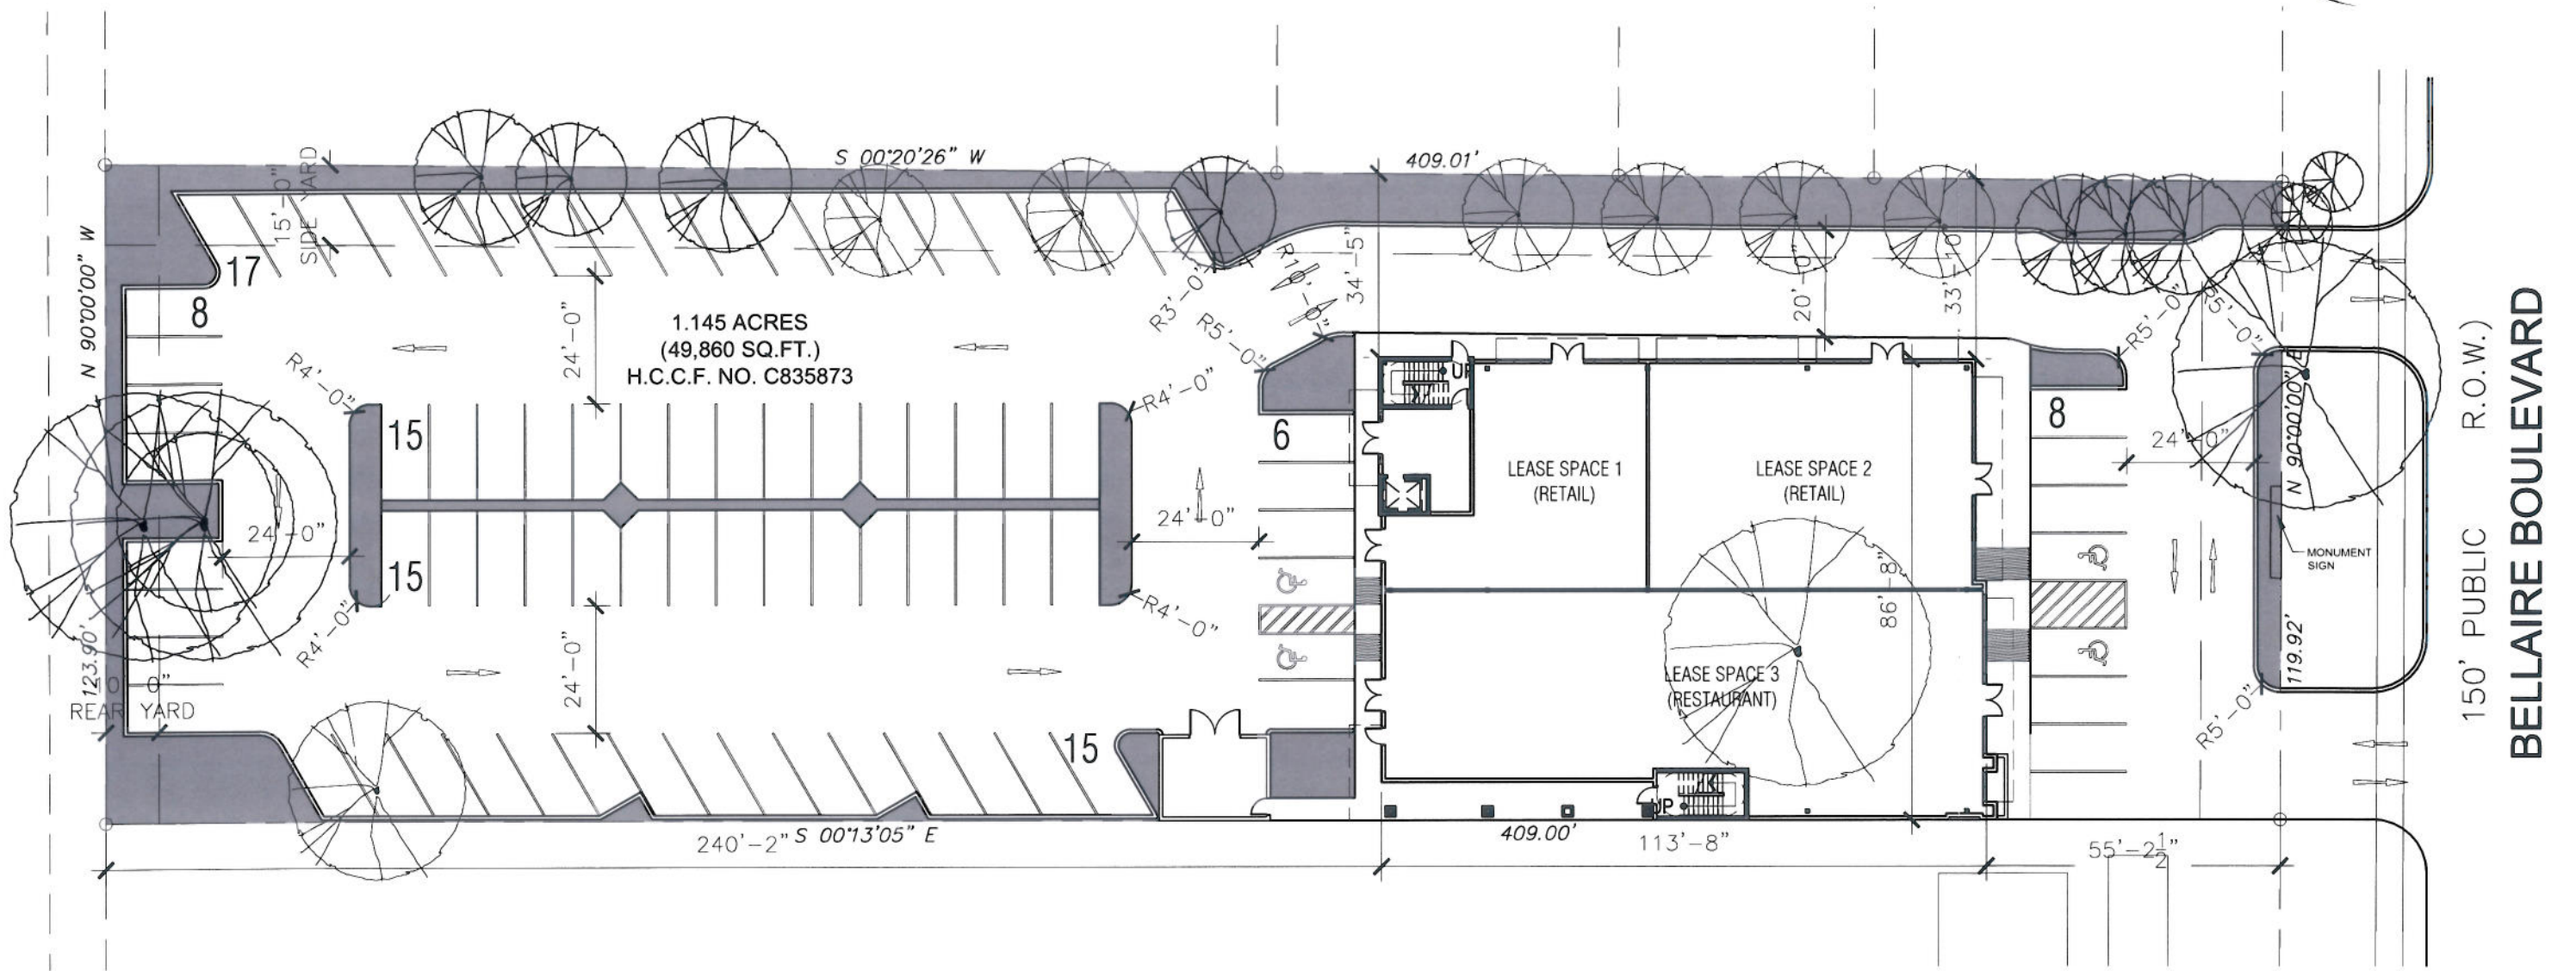 S 00°20'26" W
409.01'
15'-0"
SIDE YARD
N 90°00'00" W
123.90'
REAR YARD
17
8
1.145 ACRES
(49,860 SQ.FT.)
H.C.C.F. NO. C835873
24'-0"
R4'-0"
15
15
R4'-0"
24'-0"
24'-0"
R4'-0"
R4'-0"
24'-0"
15
R3'-0"
R5'-0"
34'-5"
6
UP
LEASE SPACE 1
(RETAIL)
LEASE SPACE 2
(RETAIL)
LEASE SPACE 3
(RESTAURANT)
86'-8"
20'-0"
33'-10"
UP
8
R5'-0"
R5'-0"
24'-0"
N 90°00'00" E
119.92'
MONUMENT
SIGN
R5'-0"
240'-2"
S 00°13'05" E
409.00'
113'-8"
55'-2 1/2"
150' PUBLIC R.O.W.)
BELLAIRE BOULEVARD